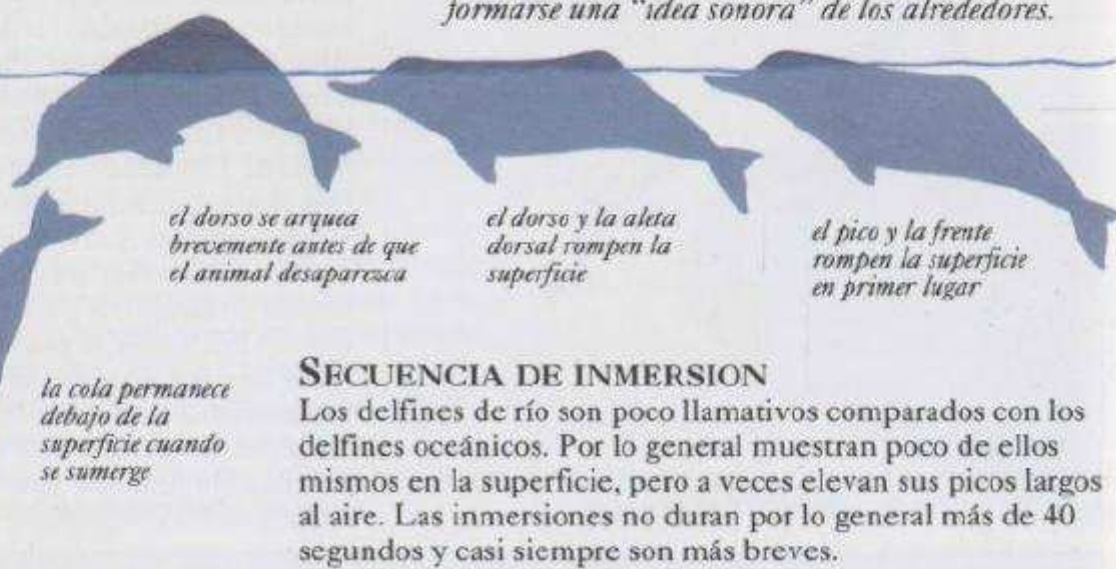 formarse una "idea sonora" de los alrededores.
el dorso se arquea
brevemente antes de que
el animal desaparezca
el dorso y la aleta
dorsal rompen la
superficie
el pico y la frente
rompen la superficie
en primer lugar
la cola permanece
debajo de la
superficie cuando
se sumerge
SECUENCIA DE INMERSION
Los delfines de río son poco llamativos comparados con los
delfines oceánicos. Por lo general muestran poco de ellos
mismos en la superficie, pero a veces elevan sus picos largos
al aire. Las inmersiones no duran por lo general más de 40
segundos y casi siempre son más breves.